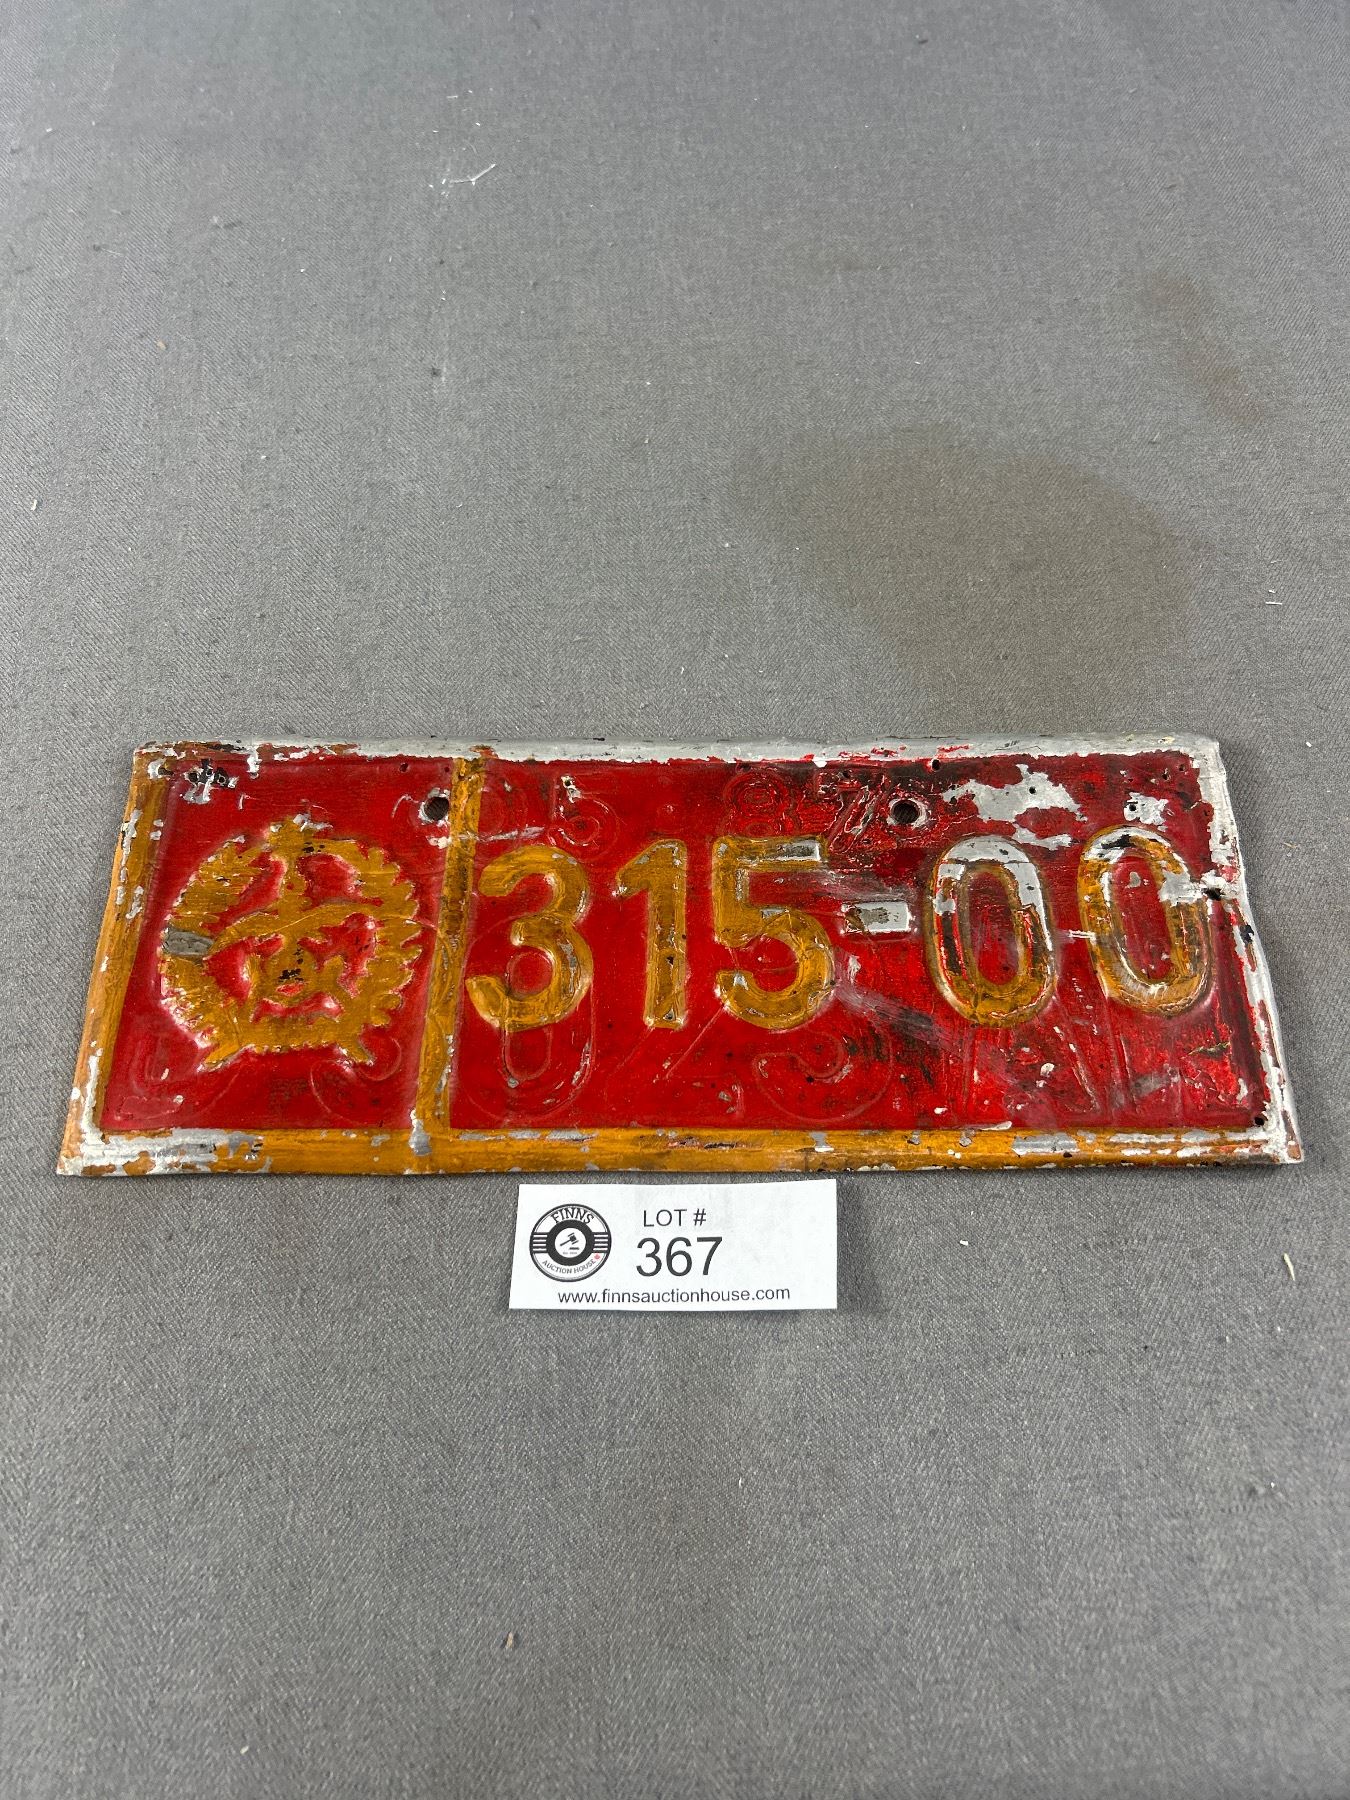 315-00
FINNS
AUCTION HOUSE
LOT #
367
www.finnsauctionhouse.com